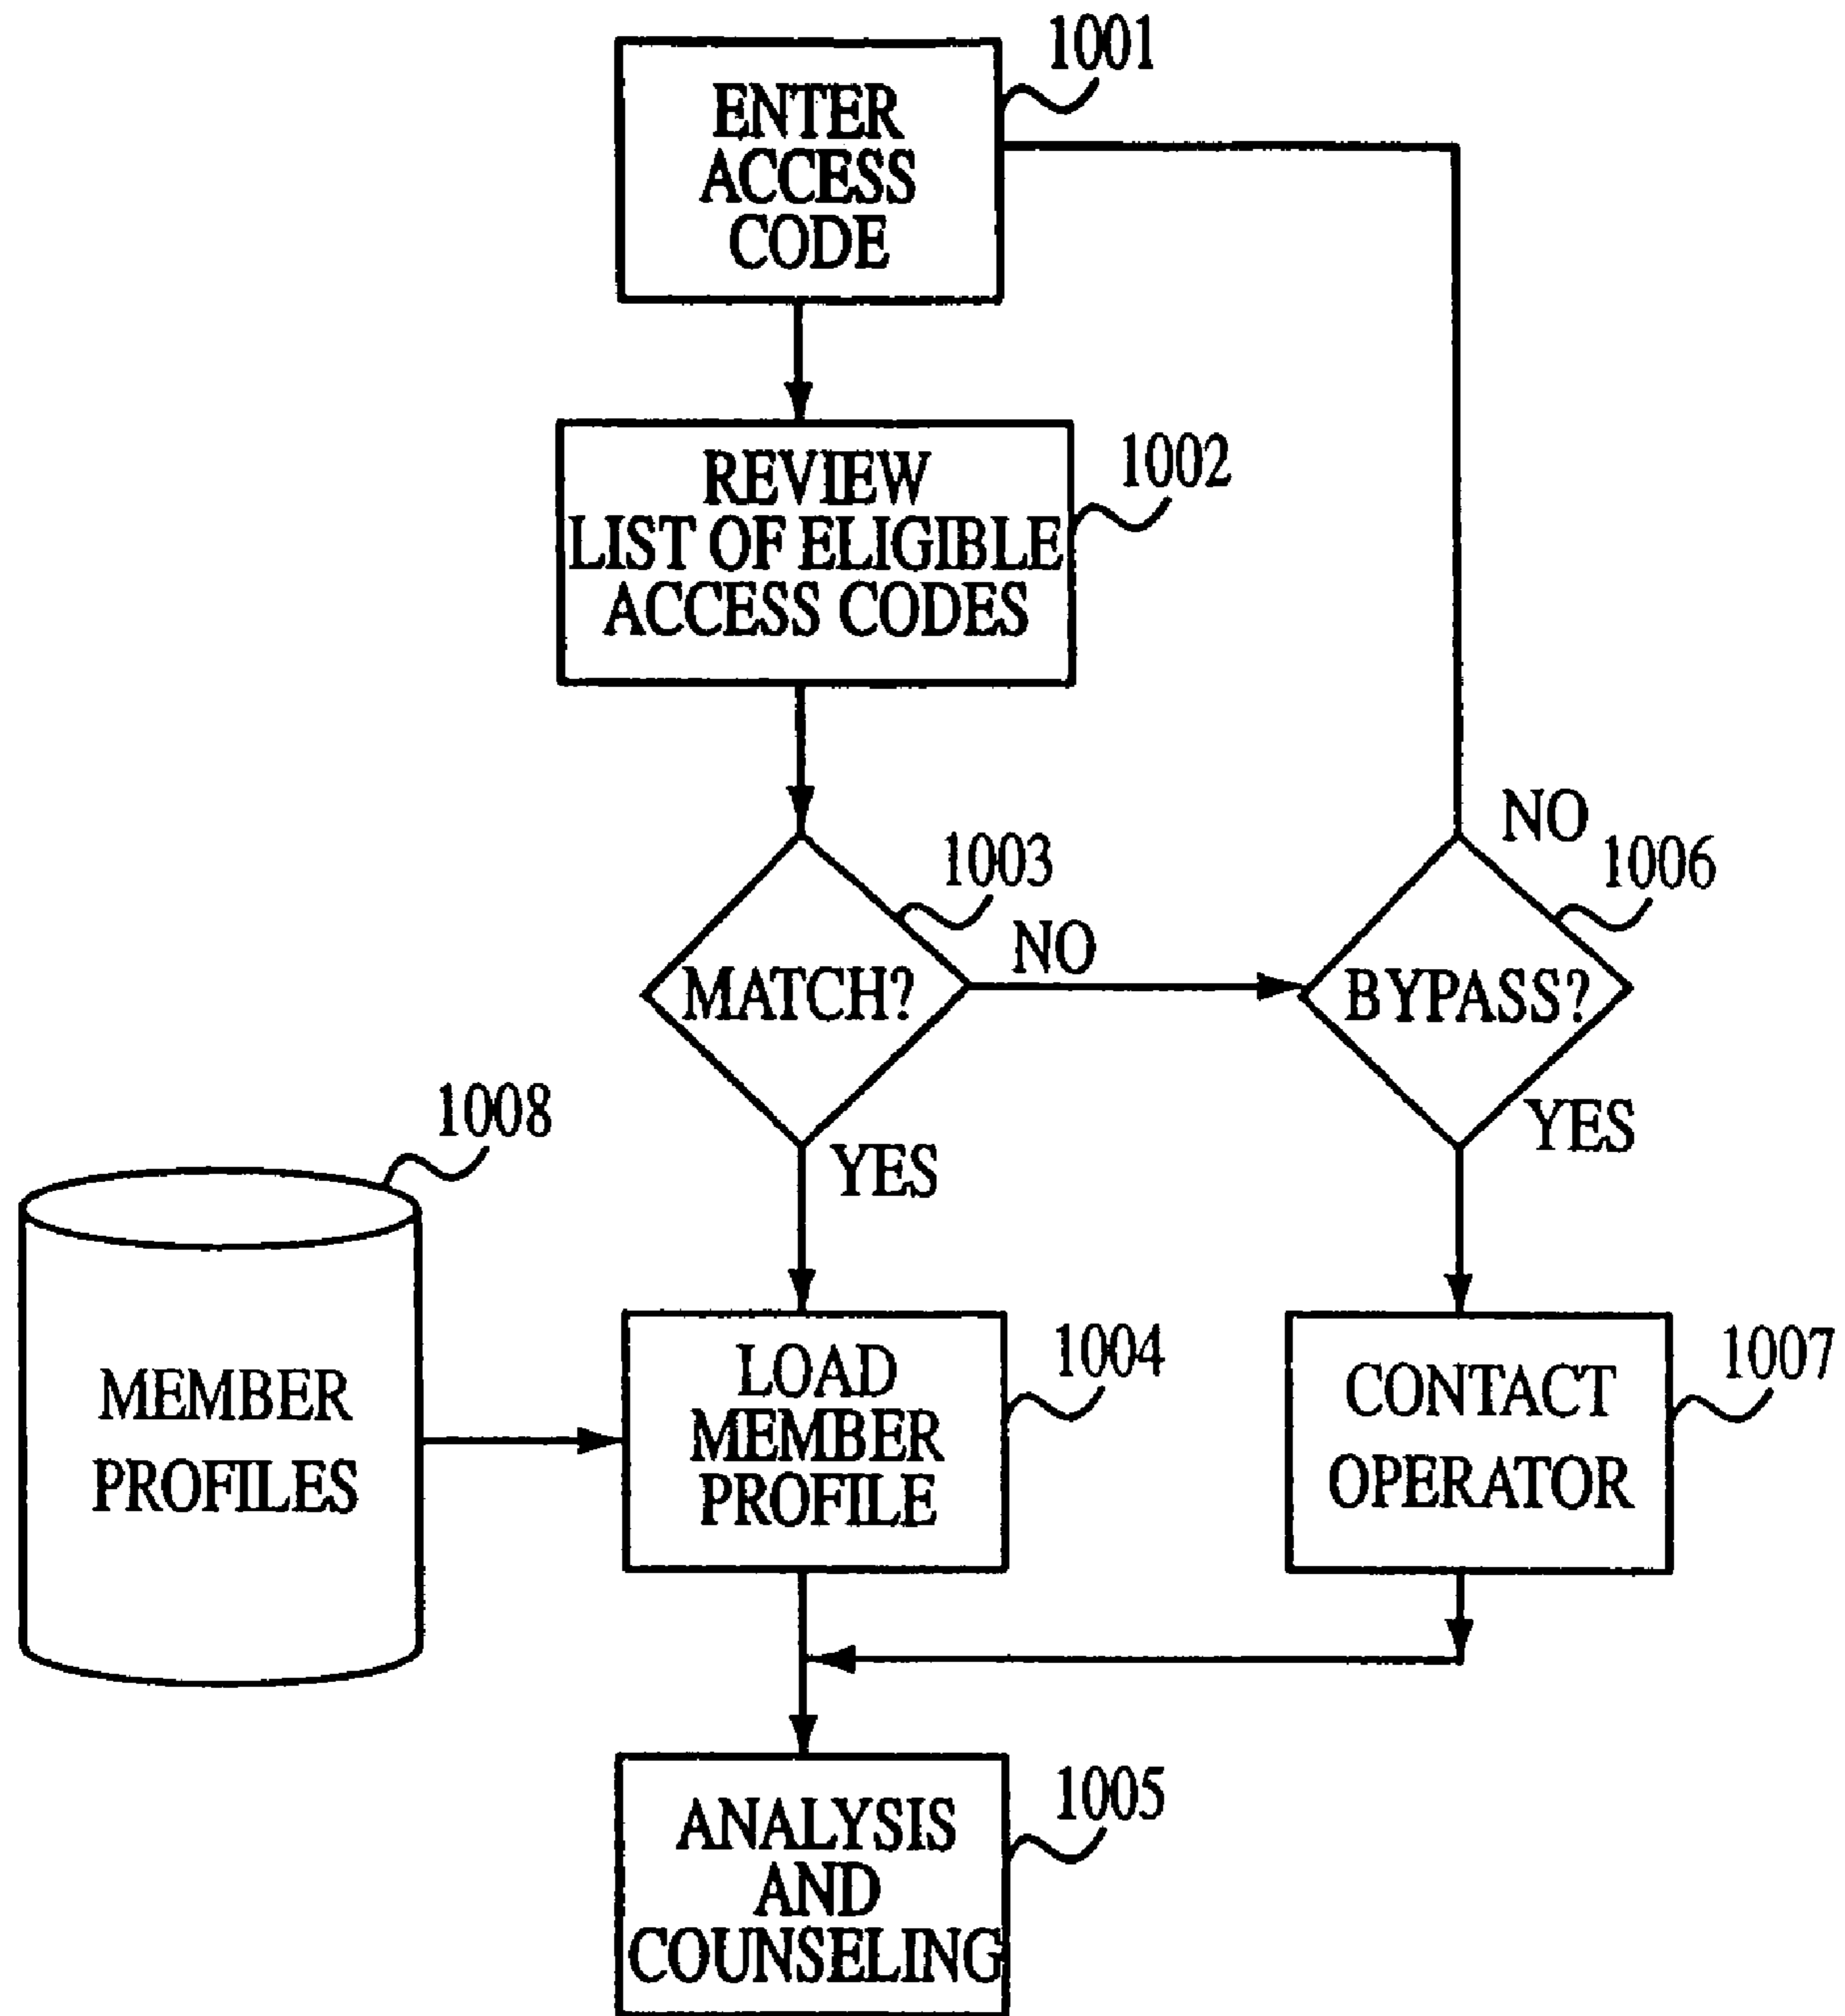 1001
ENTER
ACCESS
CODE
1002
REVIEW
LIST OF ELIGIBLE
ACCESS CODES
NO
1003
1006
NO
MATCH?
BYPASS?
1008
YES
YES
MEMBER
PROFILES
1004
LOAD
MEMBER
PROFILE
1007
CONTACT
OPERATOR
1005
ANALYSIS
AND
COUNSELING